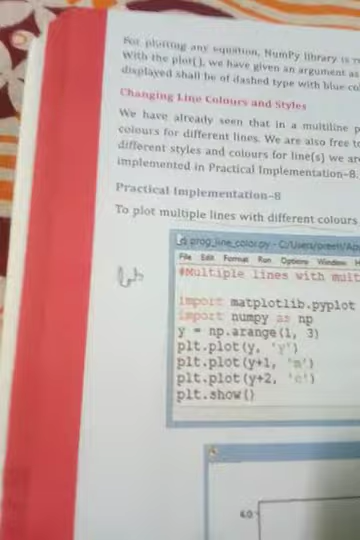 For plotting any equation, NumPy library is
With the plot(), we have given an argument as
displayed shall be of dashed type with blue
Changing Line Colours and Styles
We have already seen that in a multiline
colours for different lines. We are also free
different styles and colours for line(s) we are
implemented in Practical Implementation–8.
Practical Implementation–8
To plot multiple lines with different colours
prog_line_color.py - C:/Users/preeti/App
File Edit Format Run Options Window H
#Multiple lines with mult
import matplotlib.pyplot
import numpy as np
y = np.arange(1, 3)
plt.plot(y, 'y')
plt.plot(y+1, 'm')
plt.plot(y+2, 'c')
plt.show()
4.0